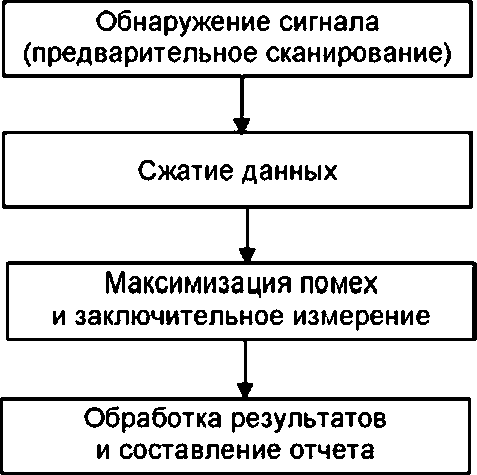 Обнаружение сигнала
(предварительное сканирование)
Сжатие данных
Максимизация помех
и заключительное измерение
Обработка результатов
и составление отчета